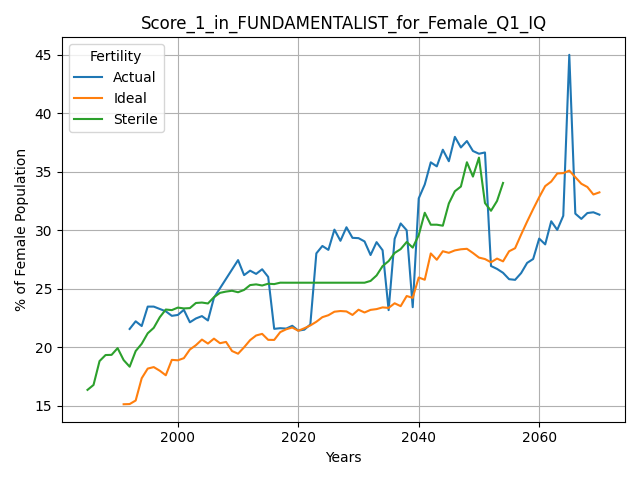 Score_1_in_FUNDAMENTALIST_for_Female_Q1_IQ
Fertility
Actual
Ideal
Sterile
% of Female Population
45
40
35
30
25
20
15
2000
2020
2040
2060
Years